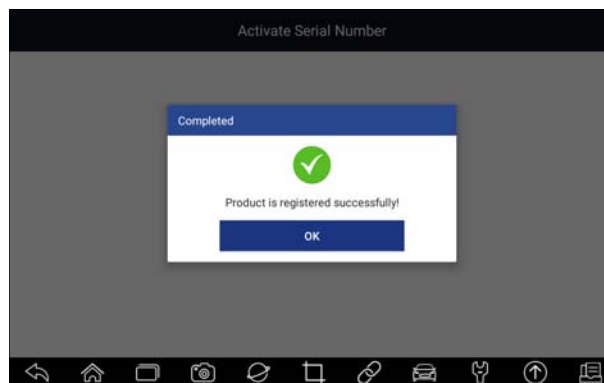 Activate Serial Number
Completed
Product is registered successfully!
OK